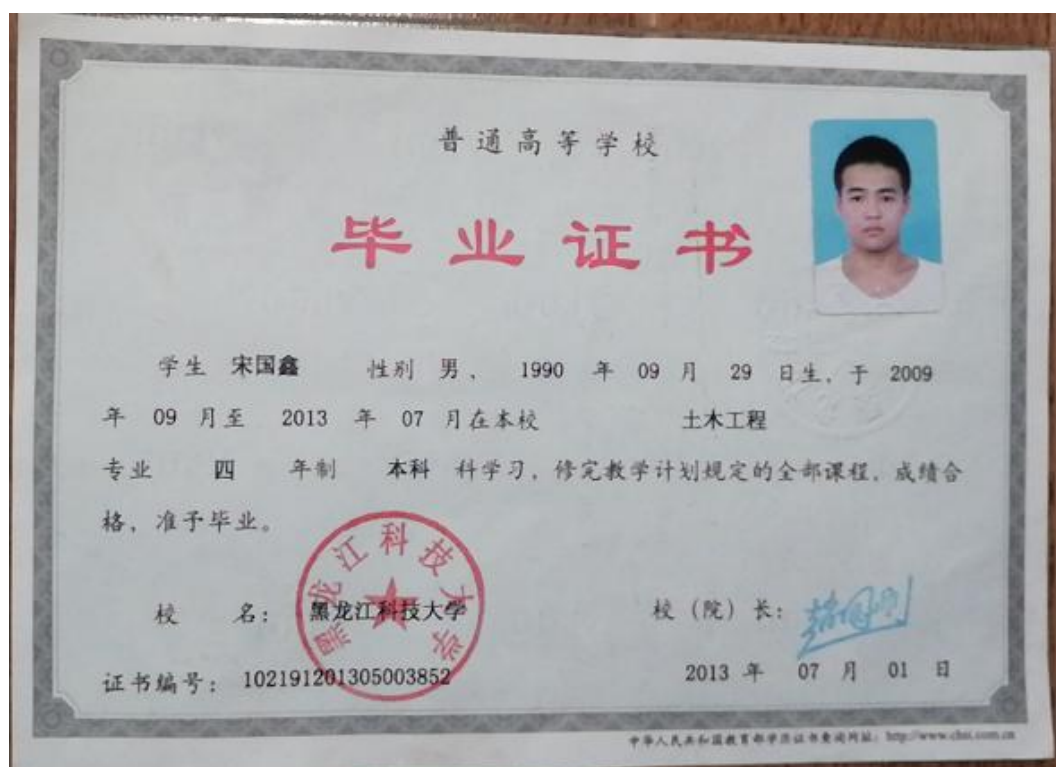 普通高等学校
毕业证书
学生 宋国鑫 性别 男、 1990 年 09 月 29 日生，于 2009
年 09 月至 2013 年 07 月在本校 土木工程
专业 四 年制 本科 科学习，修完教学计划规定的全部课程，成绩合
格，准予毕业。
黑龙江科技大学
校 名： 黑龙江科技大学 校（院）长：
证书编号： 102191201305003852 2013 年 07 月 01 日
中华人民共和国教育部学历证书查询网址：http://www.chsi.com.cn